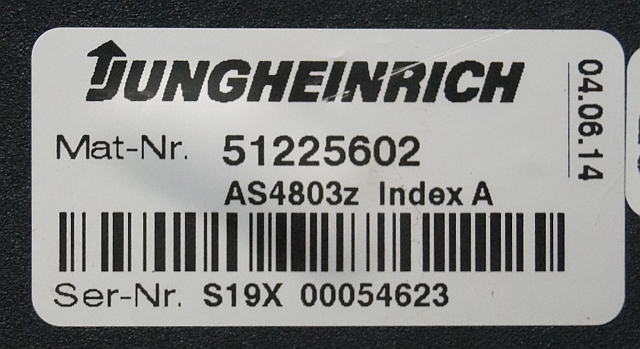 JUNGHEINRICH
04.06.14
Mat-Nr. 51225602
AS4803z Index A
Ser-Nr. S19X 00054623